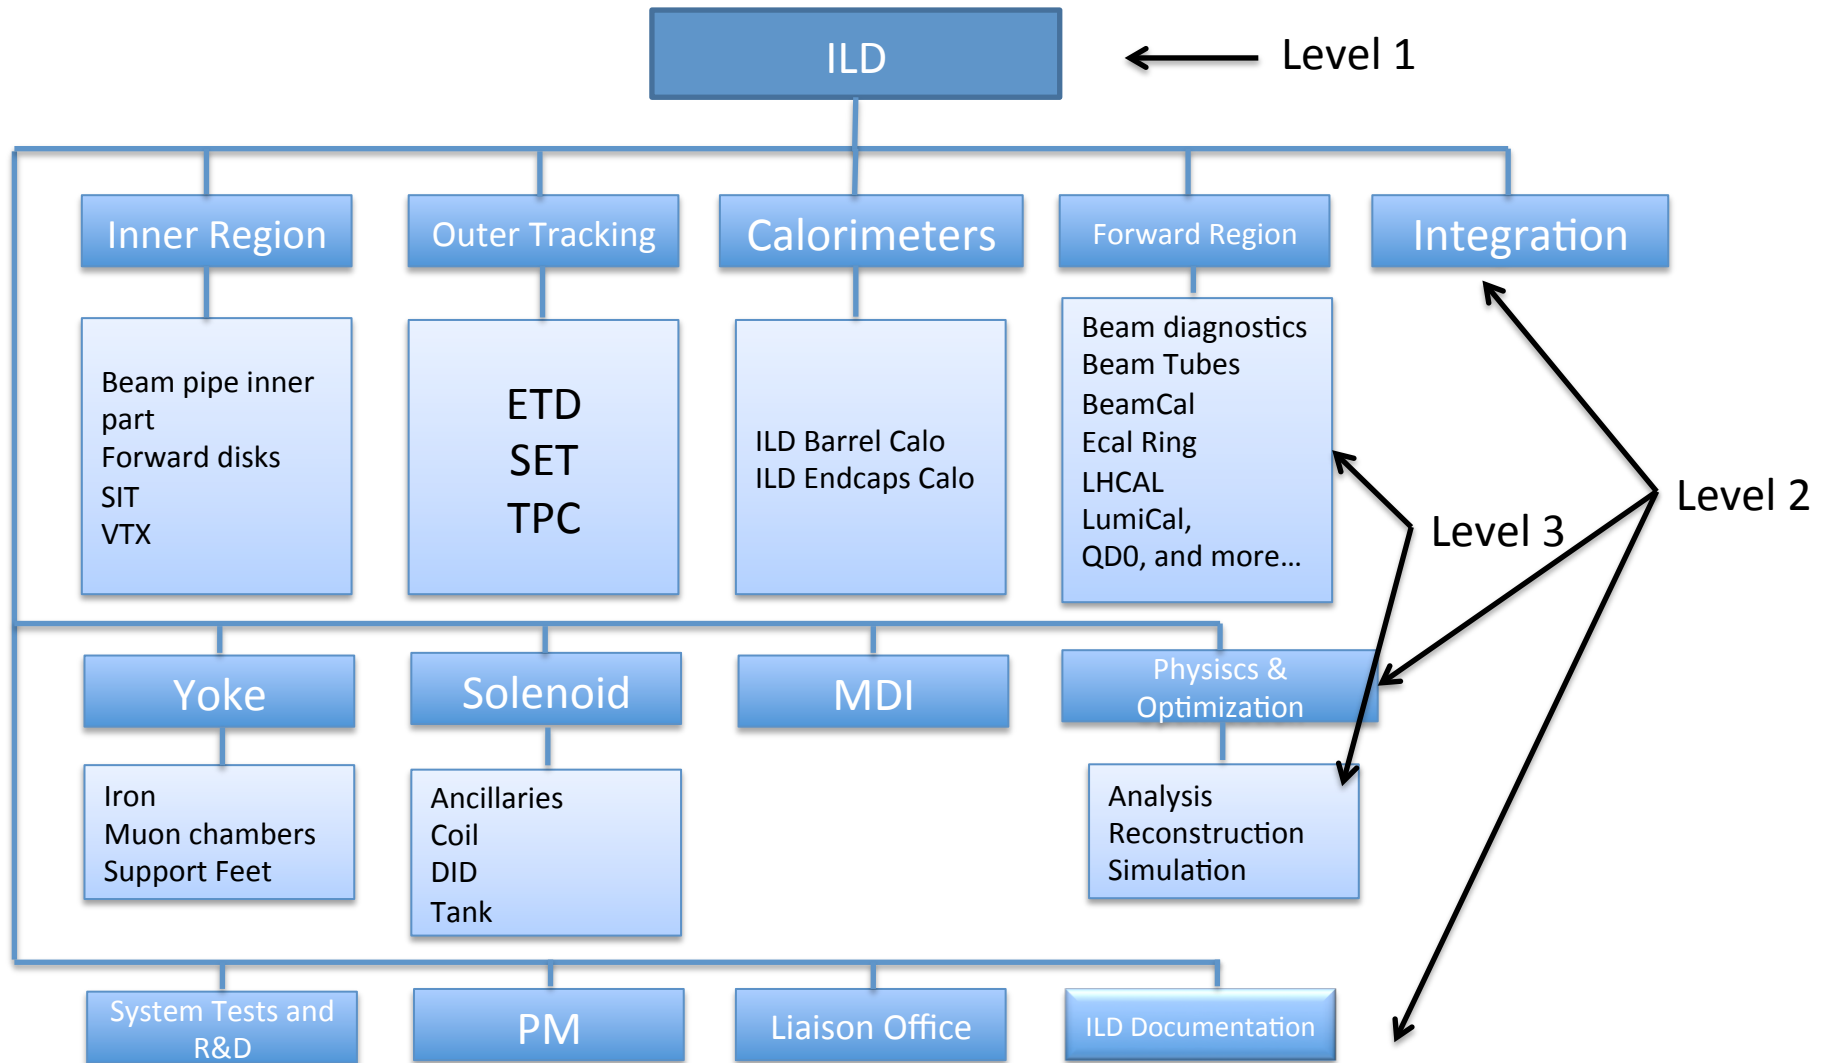 ILD
Level 1
Inner Region
Outer Tracking
Calorimeters
Forward Region
Integration
Beam pipe inner
part
Forward disks
SIT
VTX
ETD
SET
TPC
ILD Barrel Calo
ILD Endcaps Calo
Beam diagnostics
Beam Tubes
BeamCal
Ecal Ring
LHCAL
LumiCal,
QD0, and more...
Level 3
Level 2
Yoke
Solenoid
MDI
Physiscs &
Optimization
Iron
Muon chambers
Support Feet
Ancillaries
Coil
DID
Tank
Analysis
Reconstruction
Simulation
System Tests and
R&D
PM
Liaison Office
ILD Documentation